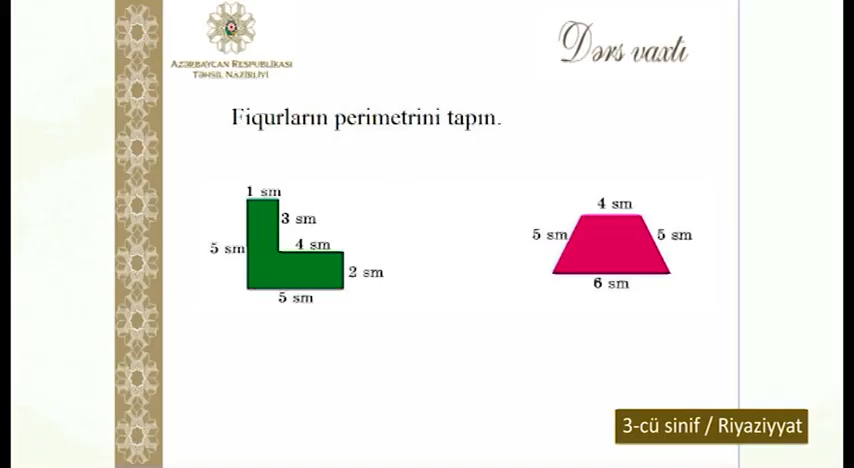 AZƏRBAYCAN RESPUBLİKASI
TƏHSİL NAZİRLİYİ
Dərs vaxtı
Fiqurların perimetrini tapın.
1 sm
3 sm
5 sm
4 sm
2 sm
5 sm
4 sm
5 sm
5 sm
6 sm
3-cü sinif / Riyaziyyat